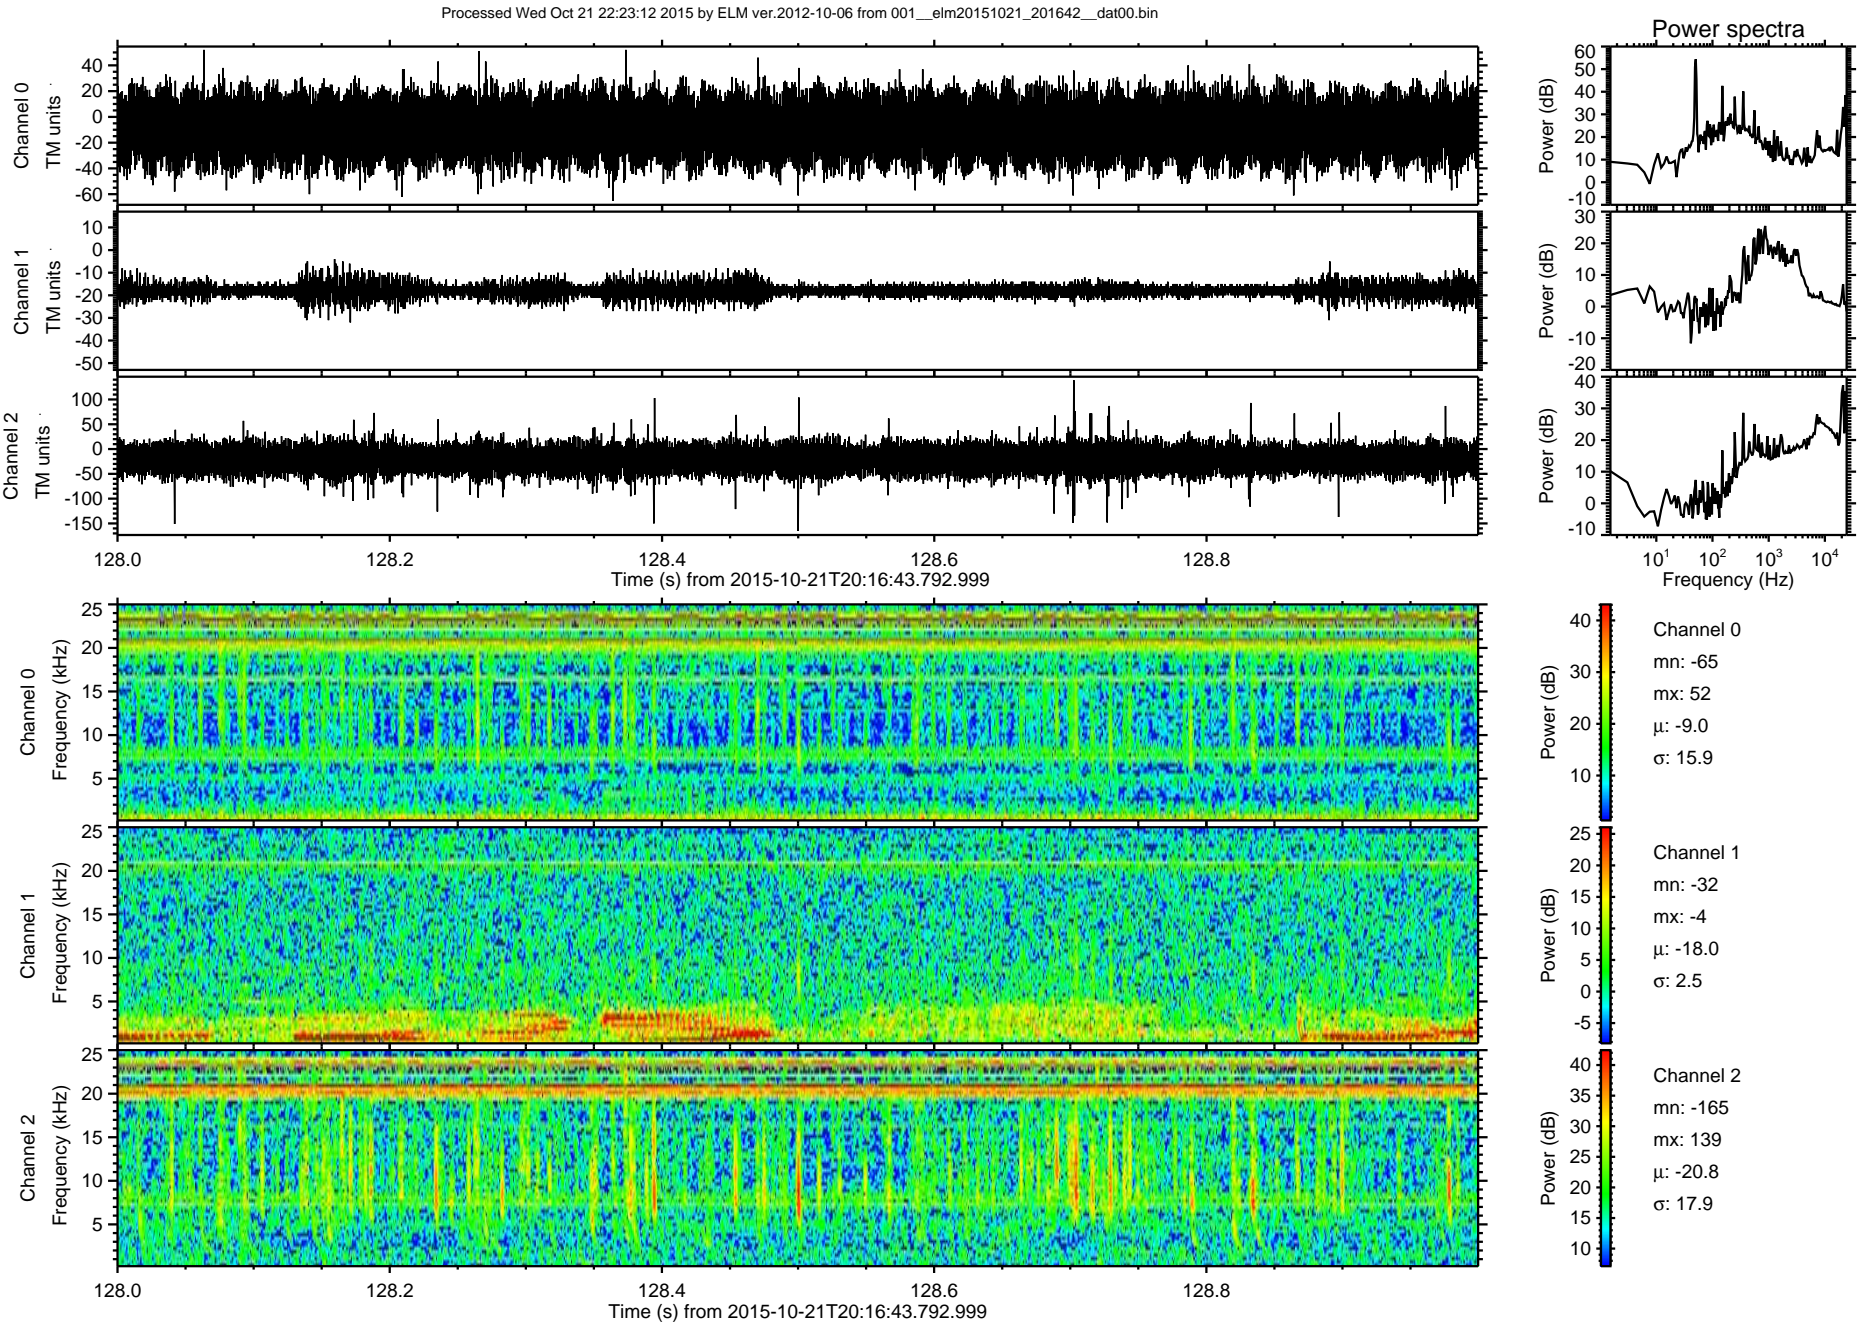 Processed Wed Oct 21 22:23:12 2015 by ELM ver.2012-10-06 from 001__elm20151021_201642__dat00.bin
Power spectra
Channel 0
TM units
40
20
0
-20
-40
-60
Power (dB)
60
50
40
30
20
10
0
-10
Channel 1
TM units
10
0
-10
-20
-30
-40
-50
Power (dB)
30
20
10
0
-10
-20
Channel 2
TM units
100
50
0
-50
-100
-150
Power (dB)
40
30
20
10
0
-10
128.0 128.2 128.4 128.6 128.8
Time (s) from 2015-10-21T20:16:43.792.999
10¹ 10² 10³ 10⁴
Frequency (Hz)
Channel 0
Frequency (kHz)
25
20
15
10
5
Power (dB)
40
30
20
10
Channel 0
mn: -65
mx: 52
µ: -9.0
σ: 15.9
Channel 1
Frequency (kHz)
25
20
15
10
5
Power (dB)
25
20
15
10
5
0
-5
Channel 1
mn: -32
mx: -4
µ: -18.0
σ: 2.5
Channel 2
Frequency (kHz)
25
20
15
10
5
Power (dB)
40
35
30
25
20
15
10
Channel 2
mn: -165
mx: 139
µ: -20.8
σ: 17.9
128.0 128.2 128.4 128.6 128.8
Time (s) from 2015-10-21T20:16:43.792.999